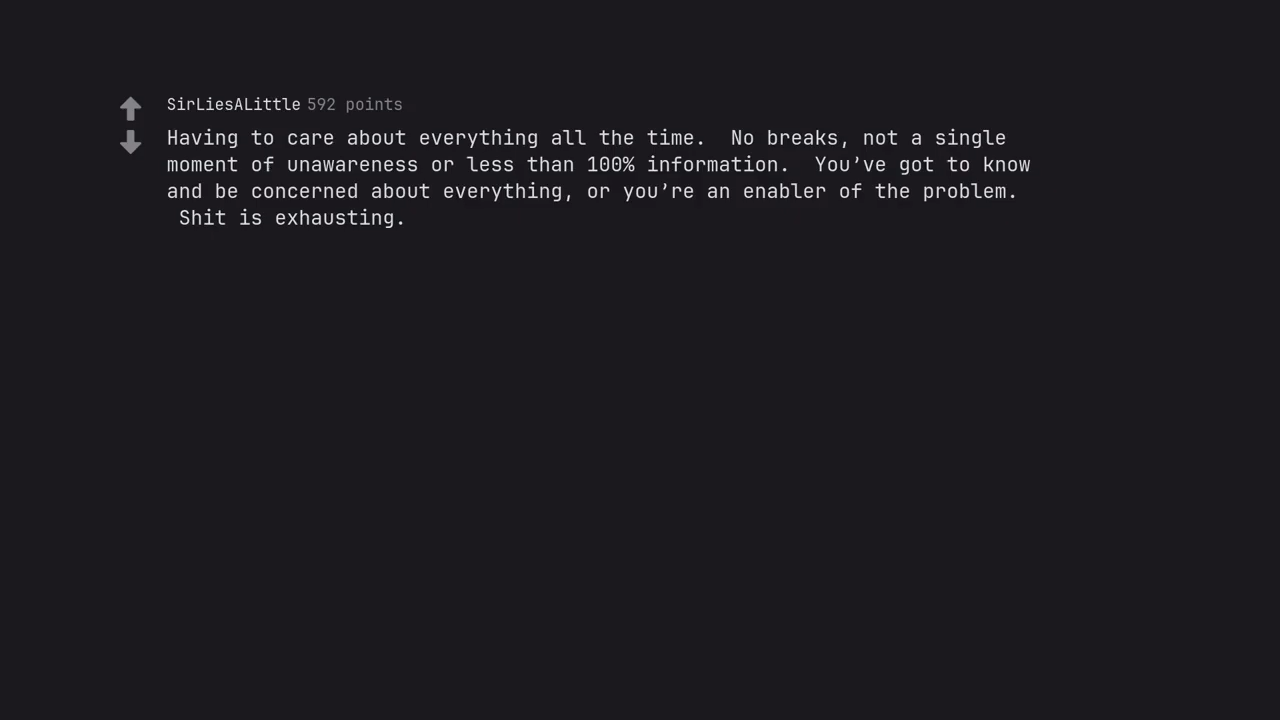 SirLiesALittle 592 points
Having to care about everything all the time.  No breaks, not a single
moment of unawareness or less than 100% information.  You’ve got to know
and be concerned about everything, or you’re an enabler of the problem.
 Shit is exhausting.